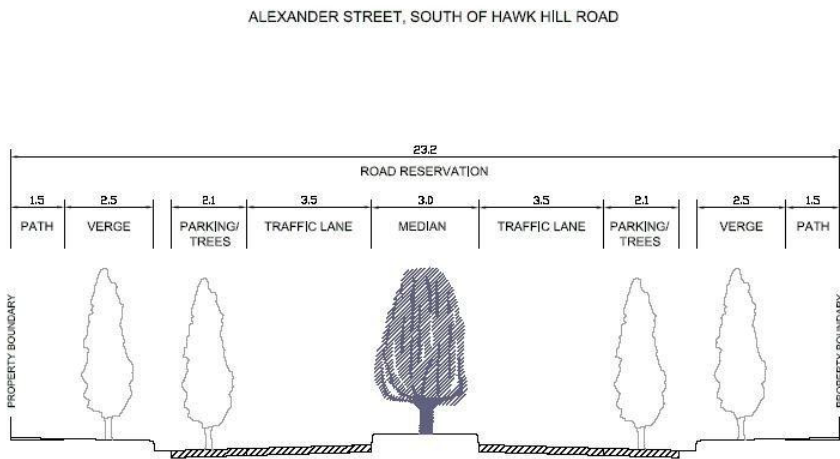 ALEXANDER STREET, SOUTH OF HAWK HILL ROAD
23.2
ROAD RESERVATION
1.5 2.5 2.1 3.5 3.0 3.5 2.1 2.5 1.5
PATH VERGE PARKING/ TRAFFIC LANE MEDIAN TRAFFIC LANE PARKING/ VERGE PATH
TREES TREES
PROPERTY BOUNDARY
PROPERTY BOUNDARY